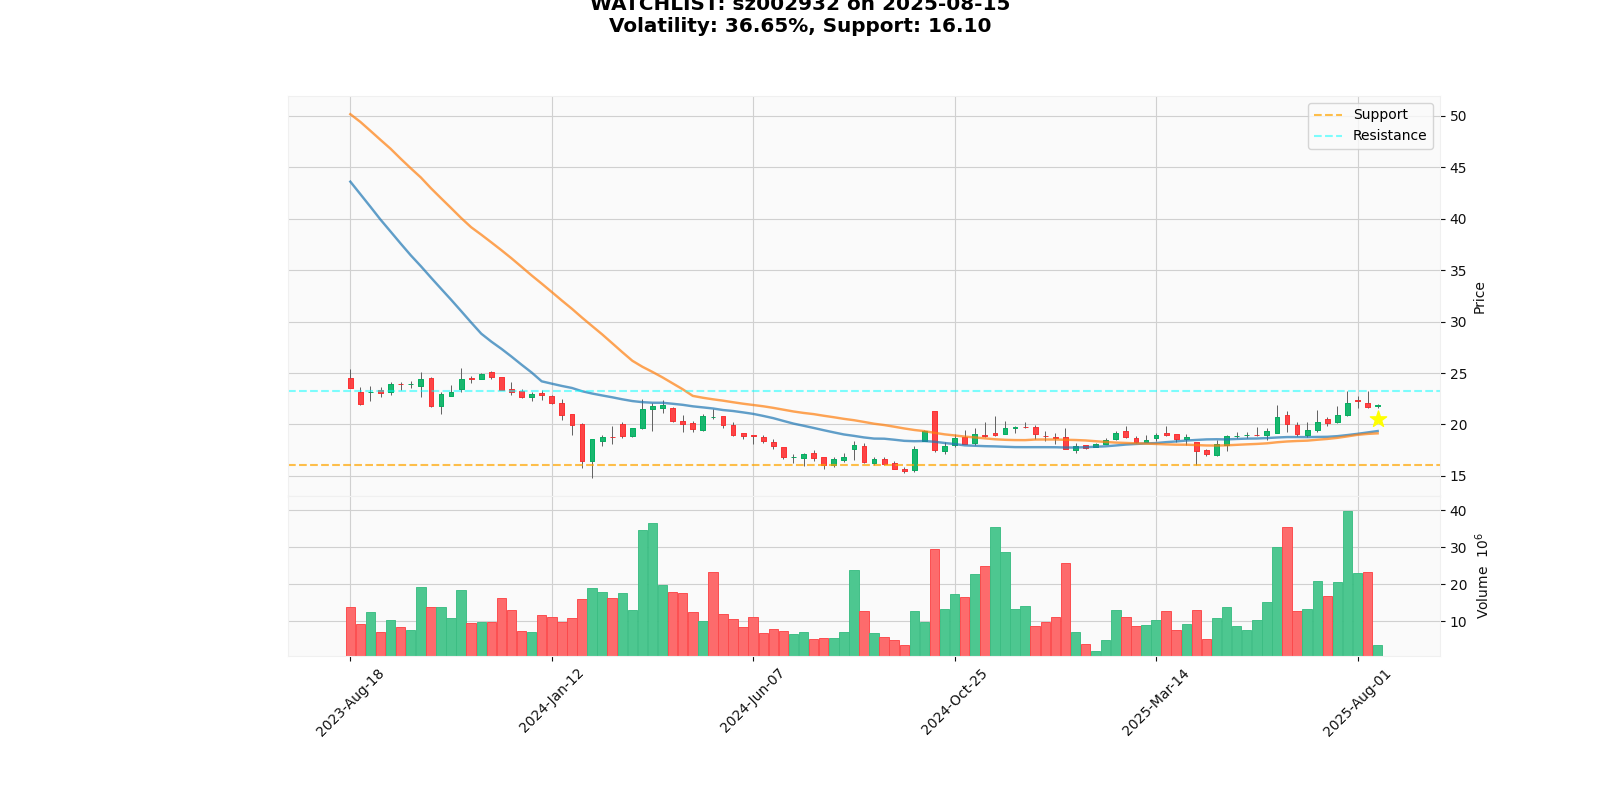 WATCHLIST: sz002932 on 2025-08-15
Volatility: 36.65%, Support: 16.10
Support
Resistance
50
45
40
35
30
25
20
15
Price
40
30
20
10
Volume 10^6
2023-Aug-18
2024-Jan-12
2024-Jun-07
2024-Oct-25
2025-Mar-14
2025-Aug-01